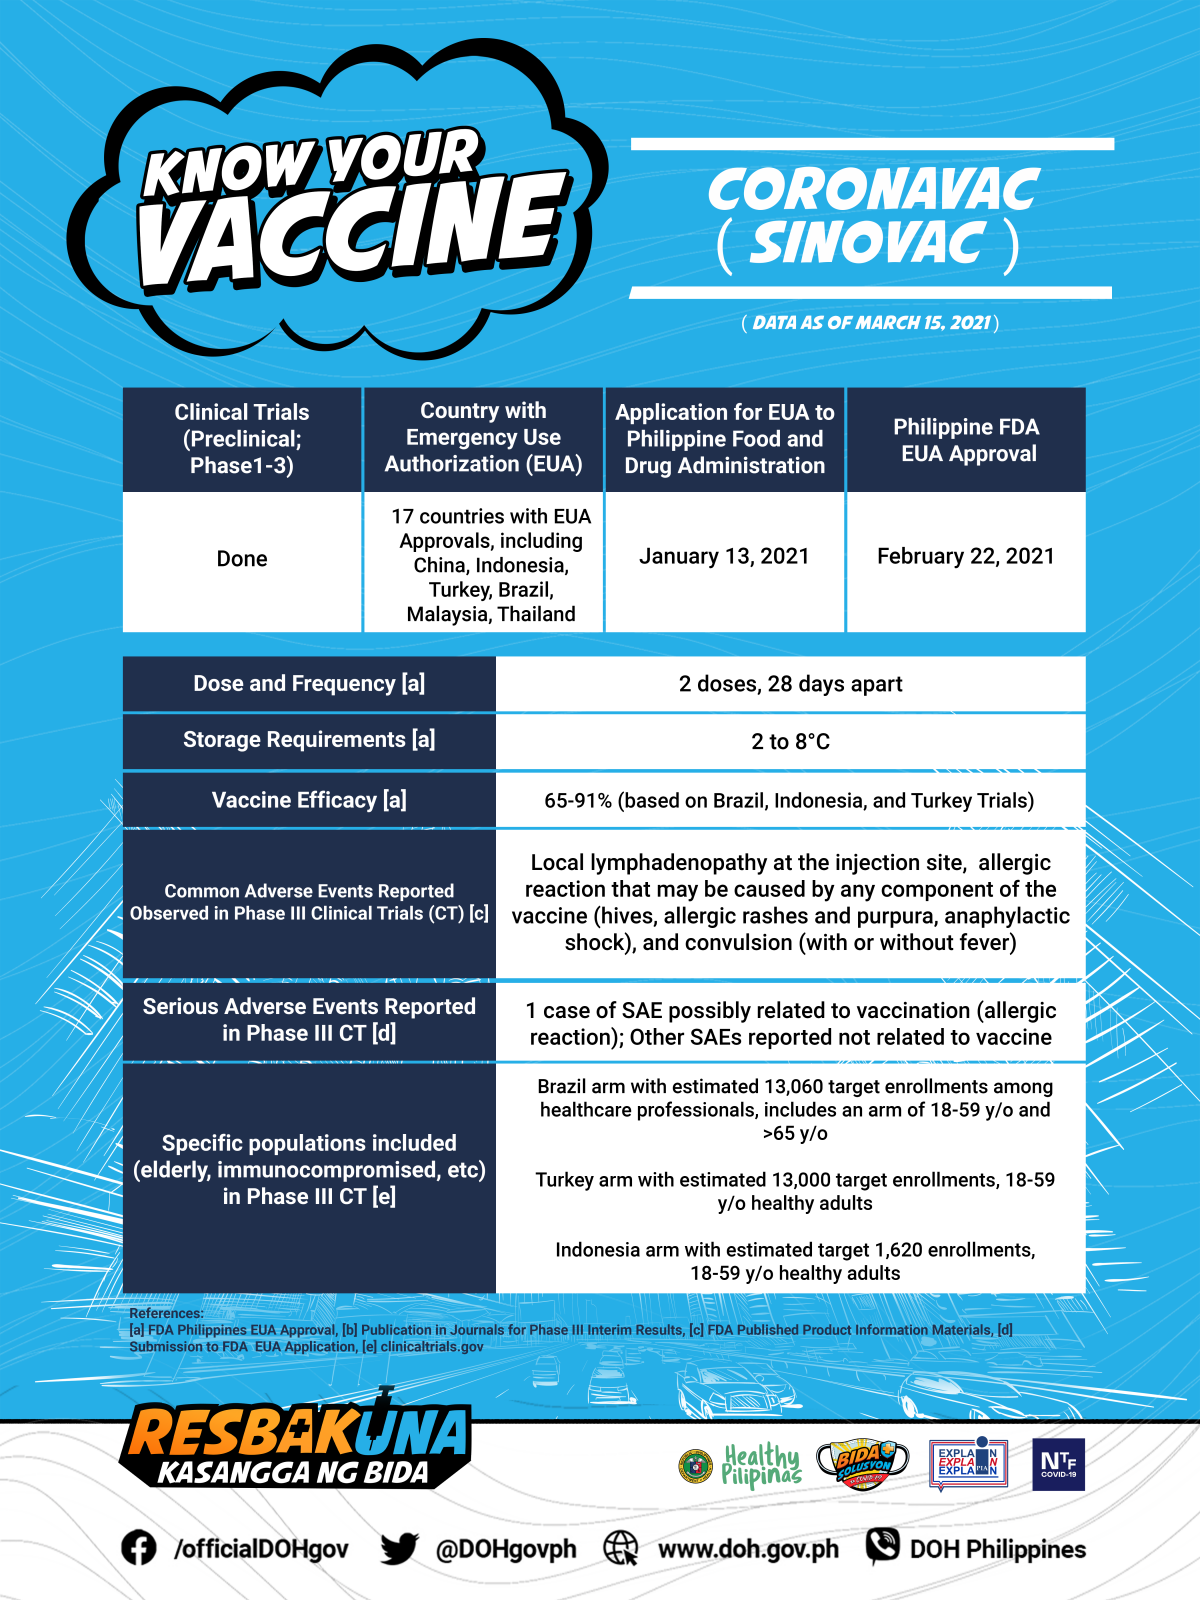 KNOW YOUR
VACCINE
CORONAVAC
( SINOVAC )
( DATA AS OF MARCH 15, 2021 )
Clinical Trials
(Preclinical;
Phase1-3)
Country with
Emergency Use
Authorization (EUA)
Application for EUA to
Philippine Food and
Drug Administration
Philippine FDA
EUA Approval
Done
17 countries with EUA
Approvals, including
China, Indonesia,
Turkey, Brazil,
Malaysia, Thailand
January 13, 2021
February 22, 2021
Dose and Frequency [a]
2 doses, 28 days apart
Storage Requirements [a]
2 to 8°C
Vaccine Efficacy [a]
65-91% (based on Brazil, Indonesia, and Turkey Trials)
Common Adverse Events Reported
Observed in Phase III Clinical Trials (CT) [c]
Local lymphadenopathy at the injection site, allergic
reaction that may be caused by any component of the
vaccine (hives, allergic rashes and purpura, anaphylactic
shock), and convulsion (with or without fever)
Serious Adverse Events Reported
in Phase III CT [d]
1 case of SAE possibly related to vaccination (allergic
reaction); Other SAEs reported not related to vaccine
Specific populations included
(elderly, immunocompromised, etc)
in Phase III CT [e]
Brazil arm with estimated 13,060 target enrollments among
healthcare professionals, includes an arm of 18-59 y/o and
>65 y/o
Turkey arm with estimated 13,000 target enrollments, 18-59
y/o healthy adults
Indonesia arm with estimated target 1,620 enrollments,
18-59 y/o healthy adults
References:
[a] FDA Philippines EUA Approval, [b] Publication in Journals for Phase III Interim Results, [c] FDA Published Product Information Materials, [d]
Submission to FDA EUA Application, [e] clinicaltrials.gov
RESBAKUNA
KASANGGA NG BIDA
Healthy
Pilipinas
BIDA
SOLUSYON
EXPLAIN
EXPLAIN
EXPLAIN
PIA
NTF
COVID-19
/officialDOHgov
@DOHgovph
www.doh.gov.ph
DOH Philippines